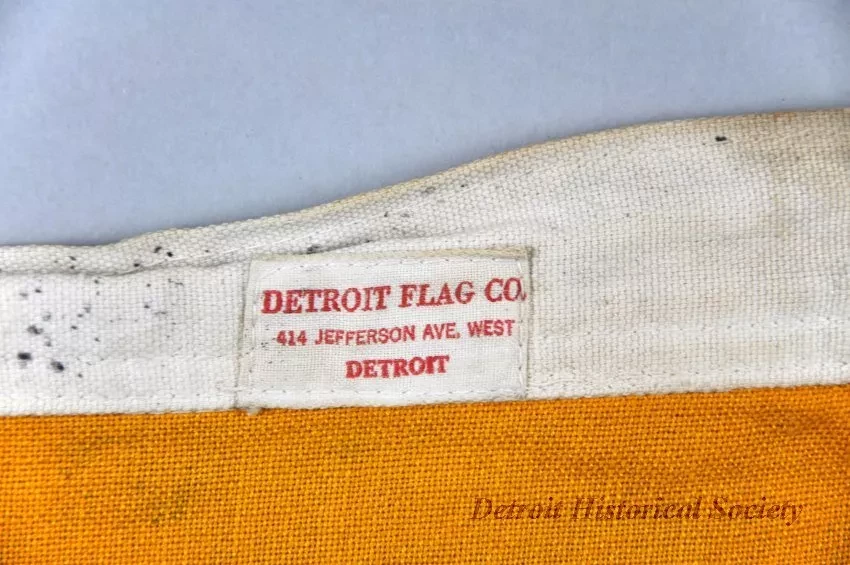 DETROIT FLAG CO.
414 JEFFERSON AVE. WEST
DETROIT
Detroit Historical Society